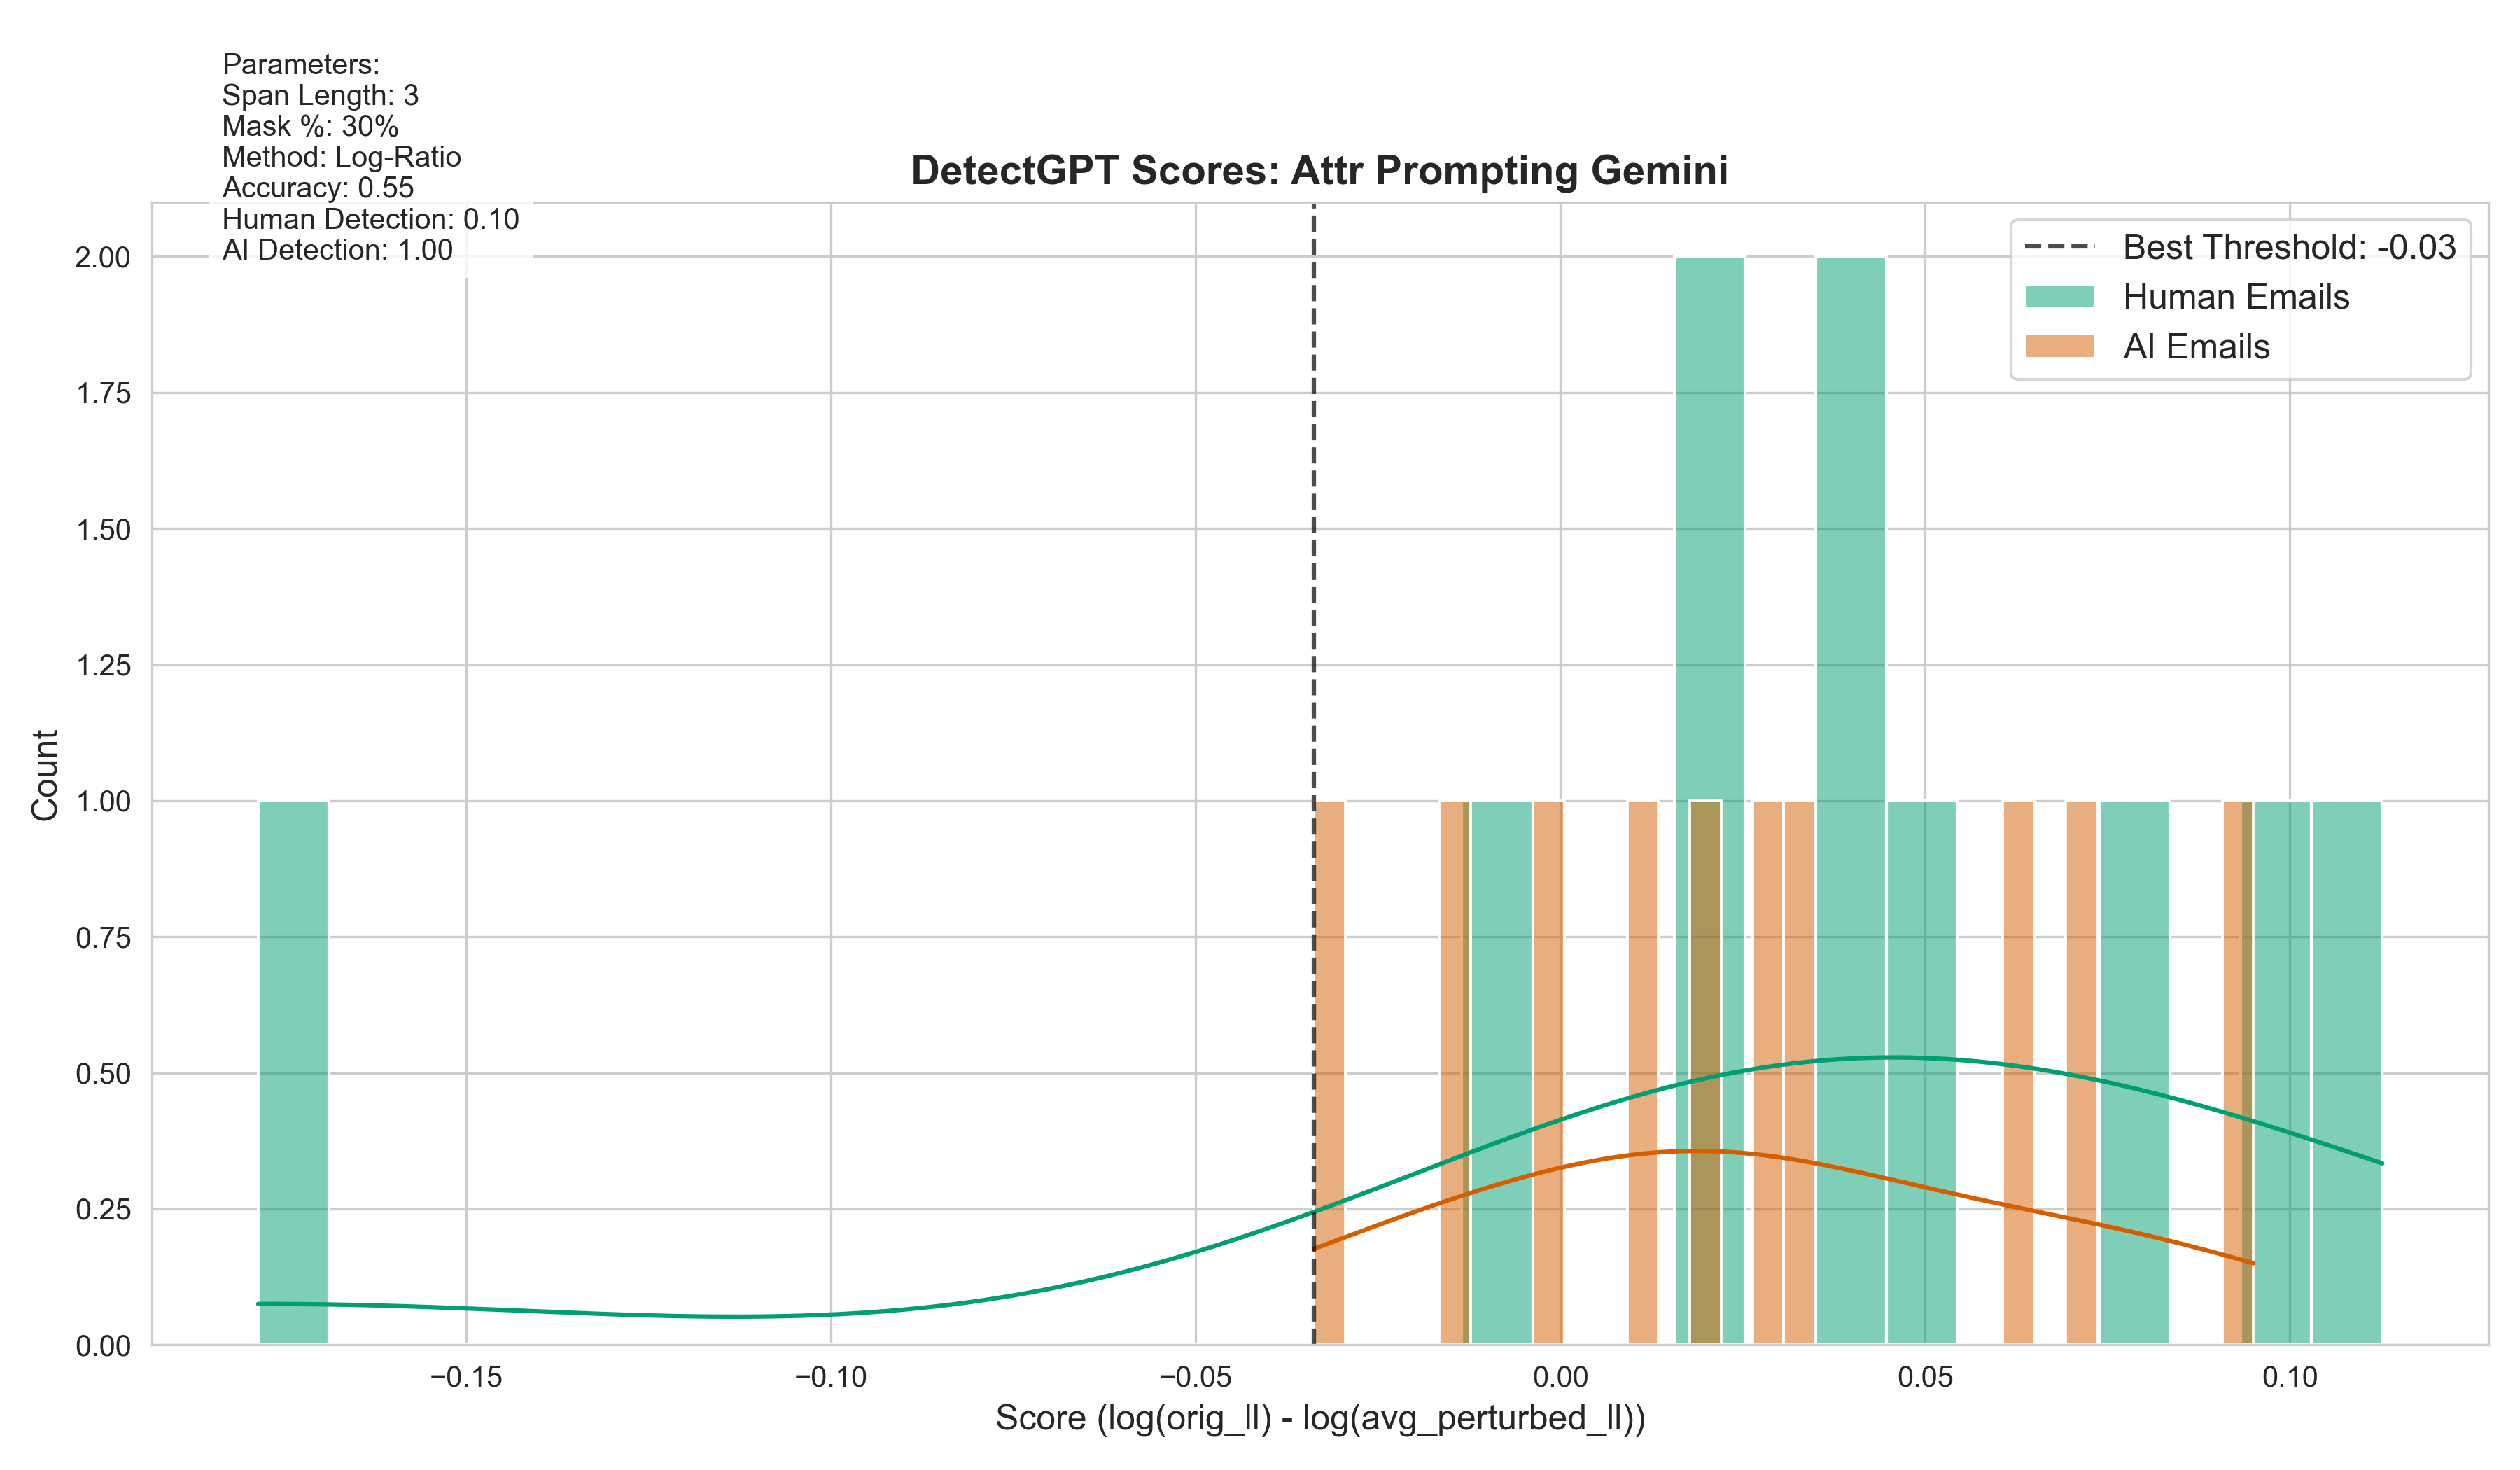 Parameters:
Span Length: 3
Mask %: 30%
Method: Log-Ratio
Accuracy: 0.55
Human Detection: 0.10
AI Detection: 1.00
DetectGPT Scores: Attr Prompting Gemini
Best Threshold: -0.03
Human Emails
AI Emails
2.00
1.75
1.50
1.25
1.00
0.75
0.50
0.25
0.00
Count
−0.15
−0.10
−0.05
0.00
0.05
0.10
Score (log(orig_ll) - log(avg_perturbed_ll))